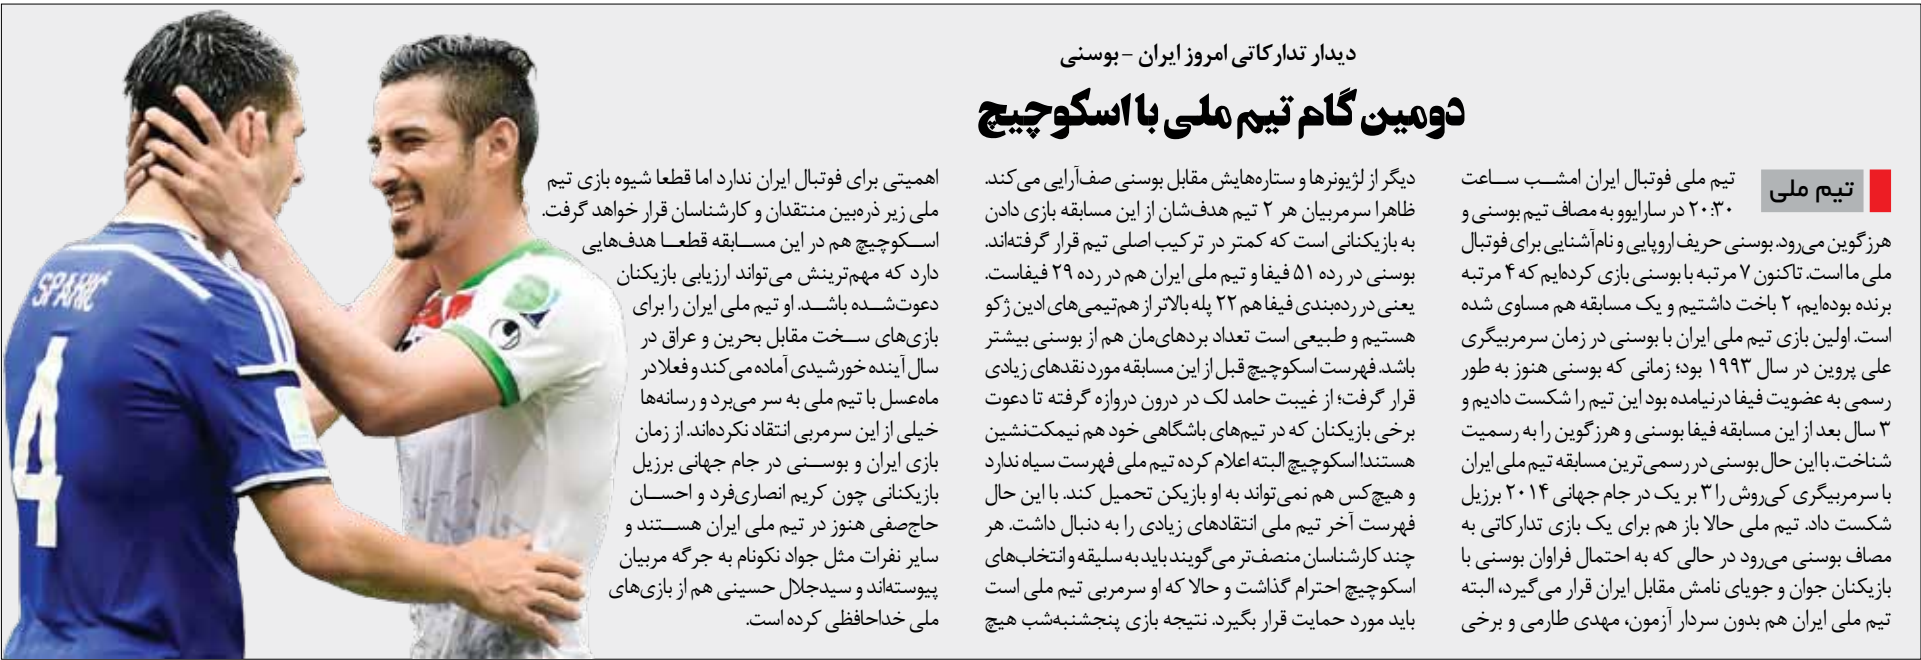 دیدار تدارکاتی امروز ایران - بوسنی
دومین گام تیم ملی با اسکوچیچ
تیم ملی
تیم ملی فوتبال ایران امشب ساعت
۲۰:۳۰ در سارایوو به مصاف تیم بوسنی و
هرزگوین می‌رود. بوسنی حریف اروپایی و نام‌آشنایی برای فوتبال
ملی ما است. تاکنون ۷ مرتبه با بوسنی بازی کرده‌ایم که ۴ مرتبه
برنده بوده‌ایم، ۲ باخت داشتیم و یک مسابقه هم مساوی شده
است. اولین بازی تیم ملی ایران با بوسنی در زمان سرمربیگری
علی پروین در سال ۱۹۹۳ بود؛ زمانی که بوسنی هنوز به طور
رسمی به عضویت فیفا درنیامده بود این تیم را شکست دادیم و
۳ سال بعد از این مسابقه فیفا بوسنی و هرزگوین را به رسمیت
شناخت. با این حال بوسنی در رسمی‌ترین مسابقه تیم ملی ایران
با سرمربیگری کی‌روش را ۳ بر یک در جام جهانی ۲۰۱۴ برزیل
شکست داد. تیم ملی حالا باز هم برای یک بازی تدارکاتی به
مصاف بوسنی می‌رود در حالی که به احتمال فراوان بوسنی با
بازیکنان جوان و جویای نامش مقابل ایران قرار می‌گیرد، البته
تیم ملی ایران هم بدون سردار آزمون، مهدی طارمی و برخی
دیگر از لژیونرها و ستاره‌هایش مقابل بوسنی صف‌آرایی می‌کند.
ظاهرا سرمربیان هر ۲ تیم هدف‌شان از این مسابقه بازی دادن
به بازیکنانی است که کمتر در ترکیب اصلی تیم قرار گرفته‌اند.
بوسنی در رده ۵۱ فیفا و تیم ملی ایران هم در رده ۲۹ فیفاست.
یعنی در رده‌بندی فیفا هم ۲۲ پله بالاتر از هم‌تیمی‌های ادین ژکو
هستیم و طبیعی است تعداد بردهای‌مان هم از بوسنی بیشتر
باشد. فهرست اسکوچیچ قبل از این مسابقه مورد نقدهای زیادی
قرار گرفت؛ از غیبت حامد لک در درون دروازه گرفته تا دعوت
برخی بازیکنان که در تیم‌های باشگاهی خود هم نیمکت‌نشین
هستند! اسکوچیچ البته اعلام کرده تیم ملی فهرست سیاه ندارد
و هیچ‌کس هم نمی‌تواند به او بازیکن تحمیل کند. با این حال
فهرست آخر تیم ملی انتقادهای زیادی را به دنبال داشت. هر
چند کارشناسان منصف‌تر می‌گویند باید به سلیقه و انتخاب‌های
اسکوچیچ احترام گذاشت و حالا که او سرمربی تیم ملی است
باید مورد حمایت قرار بگیرد. نتیجه بازی پنجشنبه‌شب هیچ
اهمیتی برای فوتبال ایران ندارد اما قطعا شیوه بازی تیم
ملی زیر ذره‌بین منتقدان و کارشناسان قرار خواهد گرفت.
اسکوچیچ هم در این مسابقه قطعا هدف‌هایی
دارد که مهم‌ترینش می‌تواند ارزیابی بازیکنان
دعوت‌شده باشد. او تیم ملی ایران را برای
بازی‌های سخت مقابل بحرین و عراق در
سال آینده خورشیدی آماده می‌کند و فعلا در
ماه‌عسل با تیم ملی به سر می‌برد و رسانه‌ها
خیلی از این سرمربی انتقاد نکرده‌اند. از زمان
بازی ایران و بوسنی در جام جهانی برزیل
بازیکنانی چون کریم انصاری‌فرد و احسان
حاج‌صفی هنوز در تیم ملی ایران هستند و
سایر نفرات مثل جواد نکونام به جرگه مربیان
پیوسته‌اند و سیدجلال حسینی هم از بازی‌های
ملی خداحافظی کرده است.
SPAHIC
4